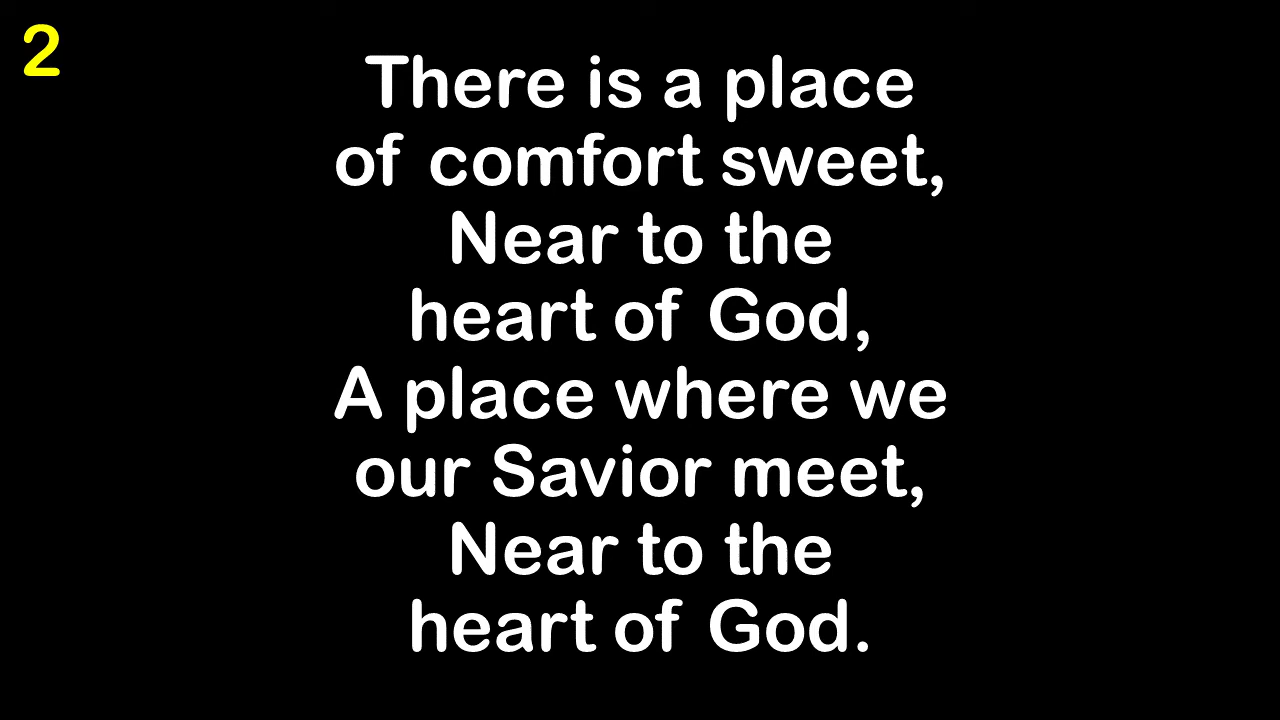 2
There is a place
of comfort sweet,
Near to the
heart of God,
A place where we
our Savior meet,
Near to the
heart of God.